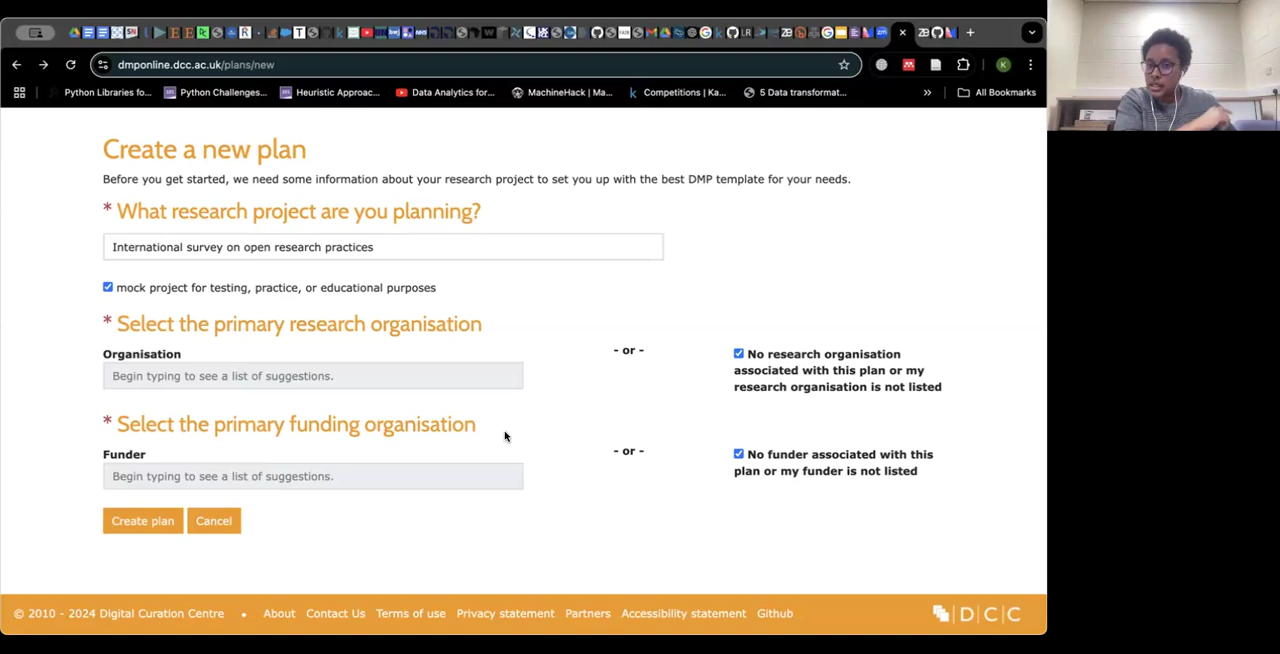 dmponline.dcc.ac.uk/plans/new
K
Python Libraries fo...
Python Challenges...
Heuristic Approac...
Data Analytics for...
MachineHack | Ma...
Competitions | Ka...
5 Data transformat...
»
All Bookmarks
Create a new plan
Before you get started, we need some information about your research project to set you up with the best DMP template for your needs.
* What research project are you planning?
International survey on open research practices
mock project for testing, practice, or educational purposes
* Select the primary research organisation
Organisation
Begin typing to see a list of suggestions.
- or -
No research organisation
associated with this plan or my
research organisation is not listed
* Select the primary funding organisation
Funder
Begin typing to see a list of suggestions.
- or -
No funder associated with this
plan or my funder is not listed
Create plan
Cancel
© 2010 - 2024 Digital Curation Centre • About Contact Us Terms of use Privacy statement Partners Accessibility statement Github
D|C|C